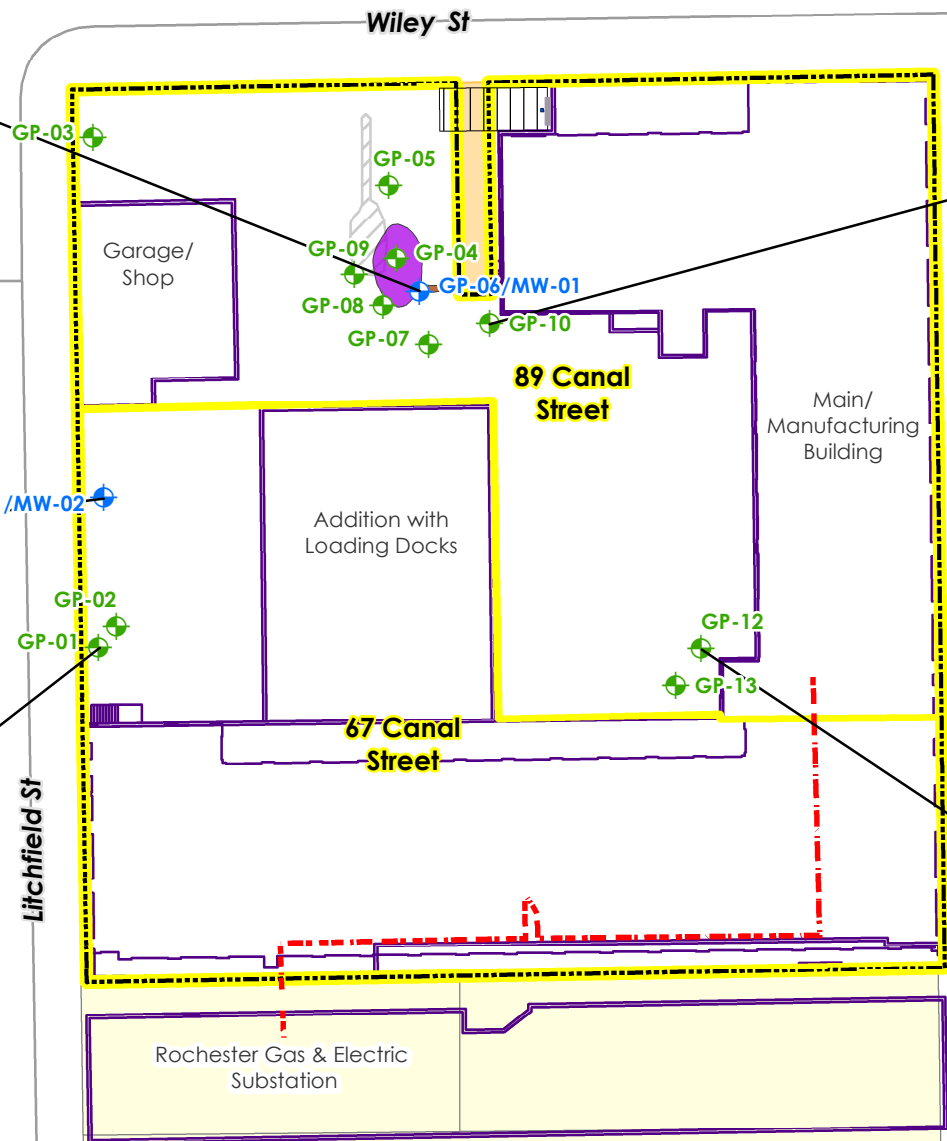 Wiley St
GP-03
GP-05
Garage/
Shop
GP-09
GP-04
GP-06/MW-01
GP-08
GP-10
GP-07
89 Canal
Street
Main/
Manufacturing
Building
/MW-02
Addition with
Loading Docks
GP-02
GP-01
GP-12
GP-13
67 Canal
Street
Litchfield St
Rochester Gas & Electric
Substation